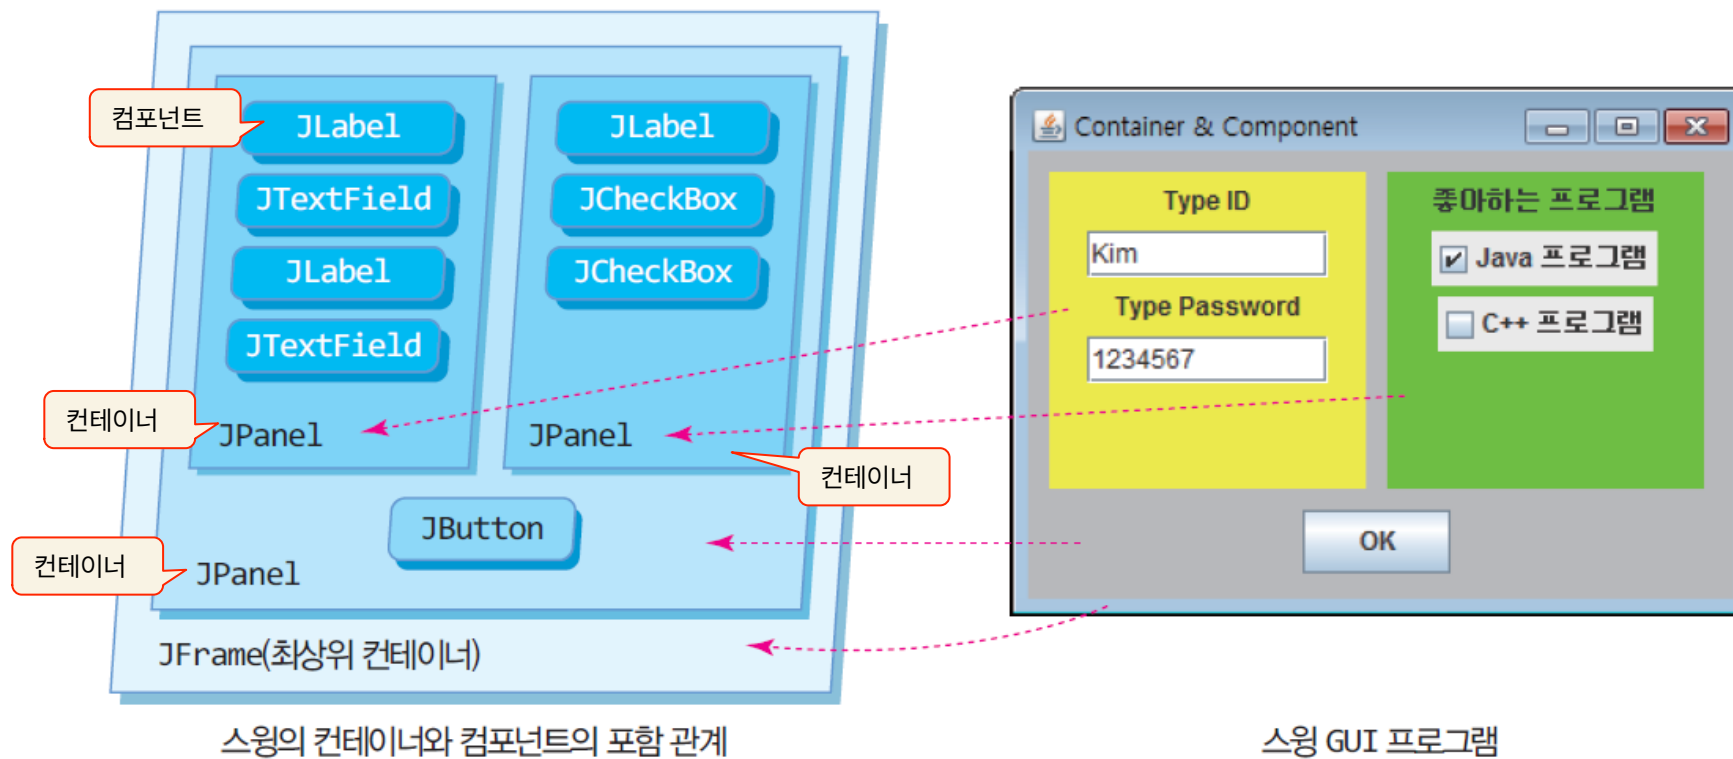 컴포넌트
JLabel
JTextField
JLabel
JTextField
컨테이너
JPanel
JLabel
JCheckBox
JCheckBox
JPanel
컨테이너
JButton
컨테이너
JPanel
JFrame(최상위 컨테이너)
스윙의 컨테이너와 컴포넌트의 포함 관계
Container & Component
Type ID
Kim
Type Password
1234567
좋아하는 프로그램
Java 프로그램
C++ 프로그램
OK
스윙 GUI 프로그램